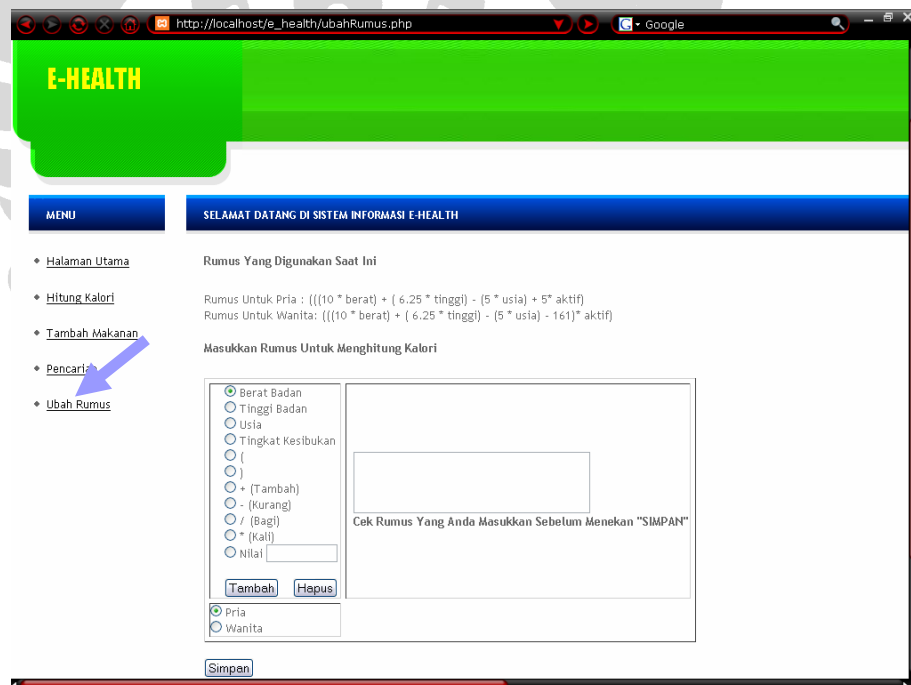 http://localhost/e_health/ubahRumus.php
G Google
E-HEALTH
MENU
SELAMAT DATANG DI SISTEM INFORMASI E-HEALTH
Halaman Utama
Hitung Kalori
Tambah Makanan
Pencarian
Ubah Rumus
Rumus Yang Digunakan Saat Ini
Rumus Untuk Pria : (((10 * berat) + ( 6.25 * tinggi) - (5 * usia) + 5* aktif)
Rumus Untuk Wanita: (((10 * berat) + ( 6.25 * tinggi) - (5 * usia) - 161)* aktif)
Masukkan Rumus Untuk Menghitung Kalori
Berat Badan
Tinggi Badan
Usia
Tingkat Kesibukan
(
)
+ (Tambah)
- (Kurang)
/ (Bagi)
* (Kali)
Nilai
Tambah Hapus
Pria
Wanita
Cek Rumus Yang Anda Masukkan Sebelum Menekan "SIMPAN"
Simpan